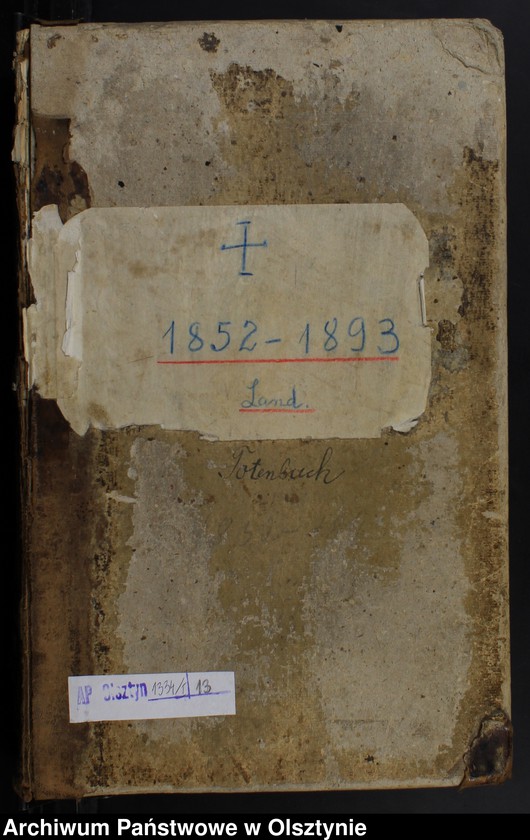 1852 - 1893
Land.
Totenbuch
AP Olsztyn 1334/1 13
Archiwum Państwowe w Olsztynie